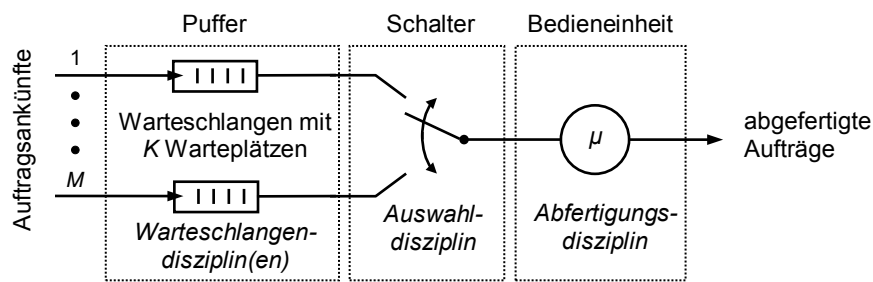 Puffer
Schalter
Bedieneinheit
Auftragsankünfte
1
M
Warteschlangen mit
K Warteplätzen
Warteschlangen-
disziplin(en)
Auswahl-
disziplin
µ
Abfertigungs-
disziplin
abgefertigte
Aufträge